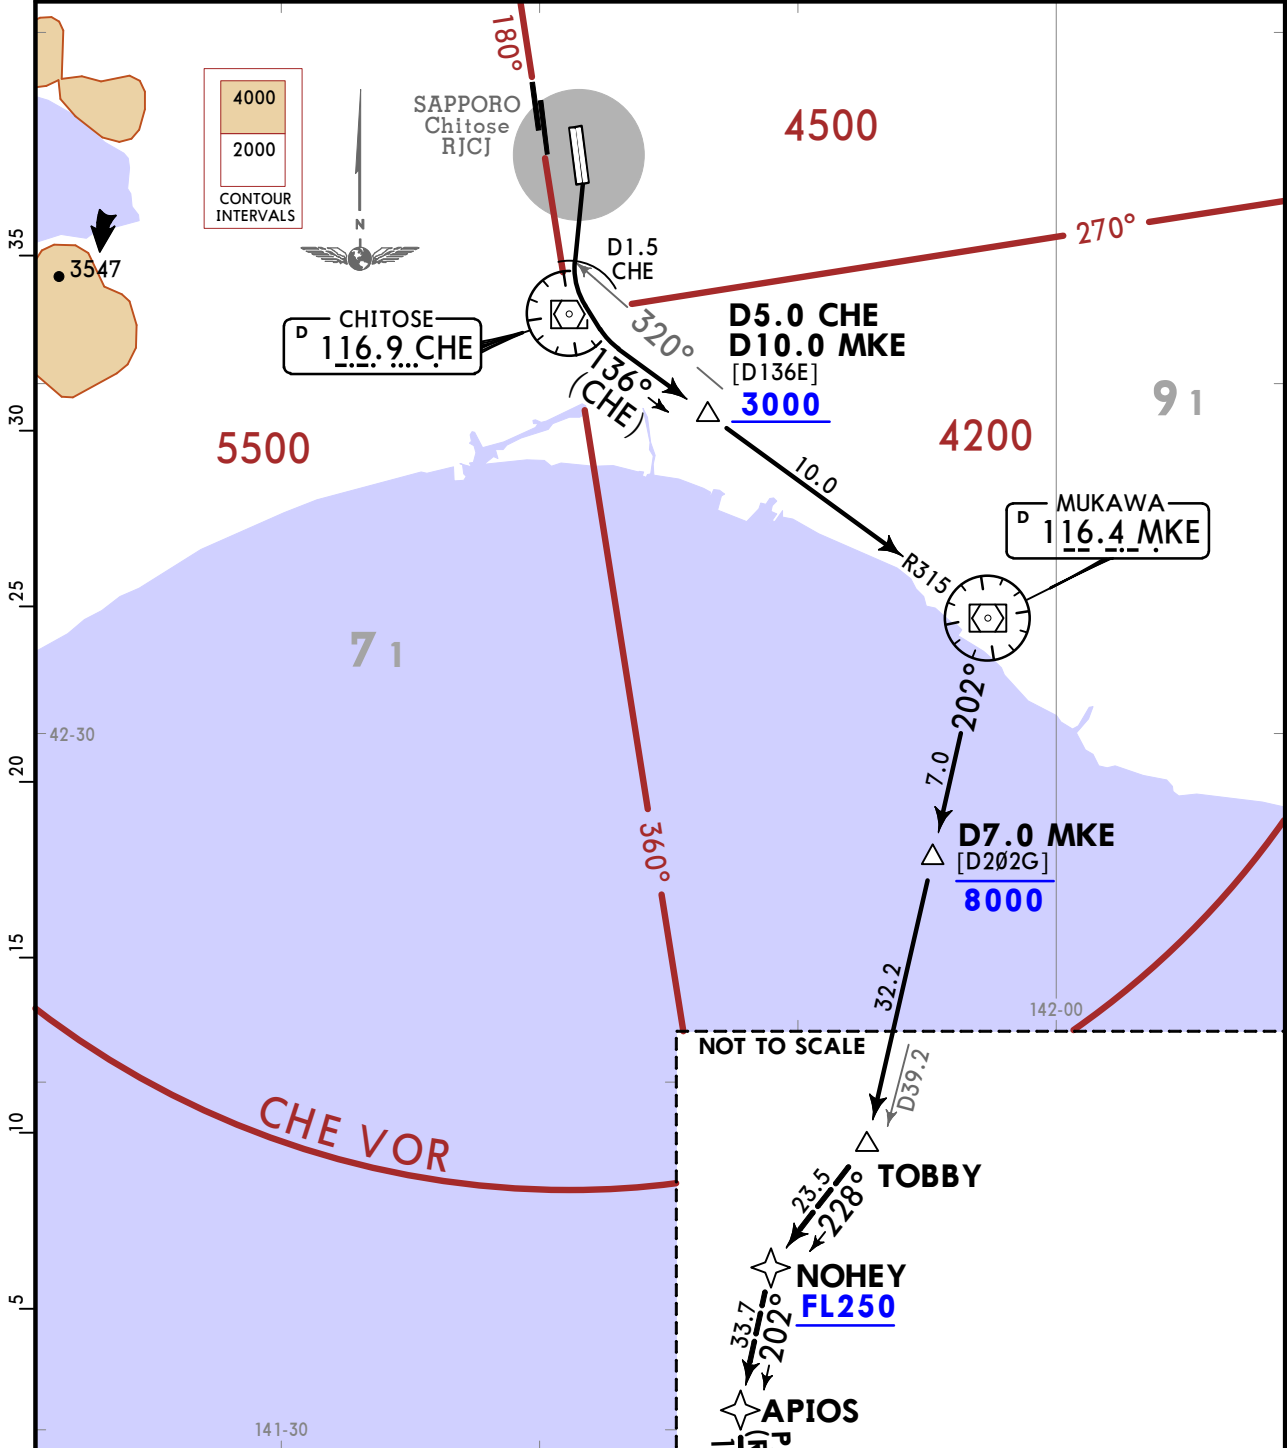 180°
4000
2000
CONTOUR
INTERVALS
N
SAPPORO
Chitose
RJCJ
4500
270°
35
3547
D1.5
CHE
CHITOSE
D 116.9 CHE
320°
D5.0 CHE
D10.0 MKE
[D136E]
3000
136°
(CHE)
9 1
30
5500
4200
10.0
MUKAWA
D 116.4 MKE
R315
25
7 1
202°
42-30
7.0
20
D7.0 MKE
[D2Ø2G]
8000
360°
15
32.2
142-00
NOT TO SCALE
D39.2
10
CHE VOR
TOBBY
23.5
228°
NOHEY
FL250
5
33.7
202°
APIOS
141-30